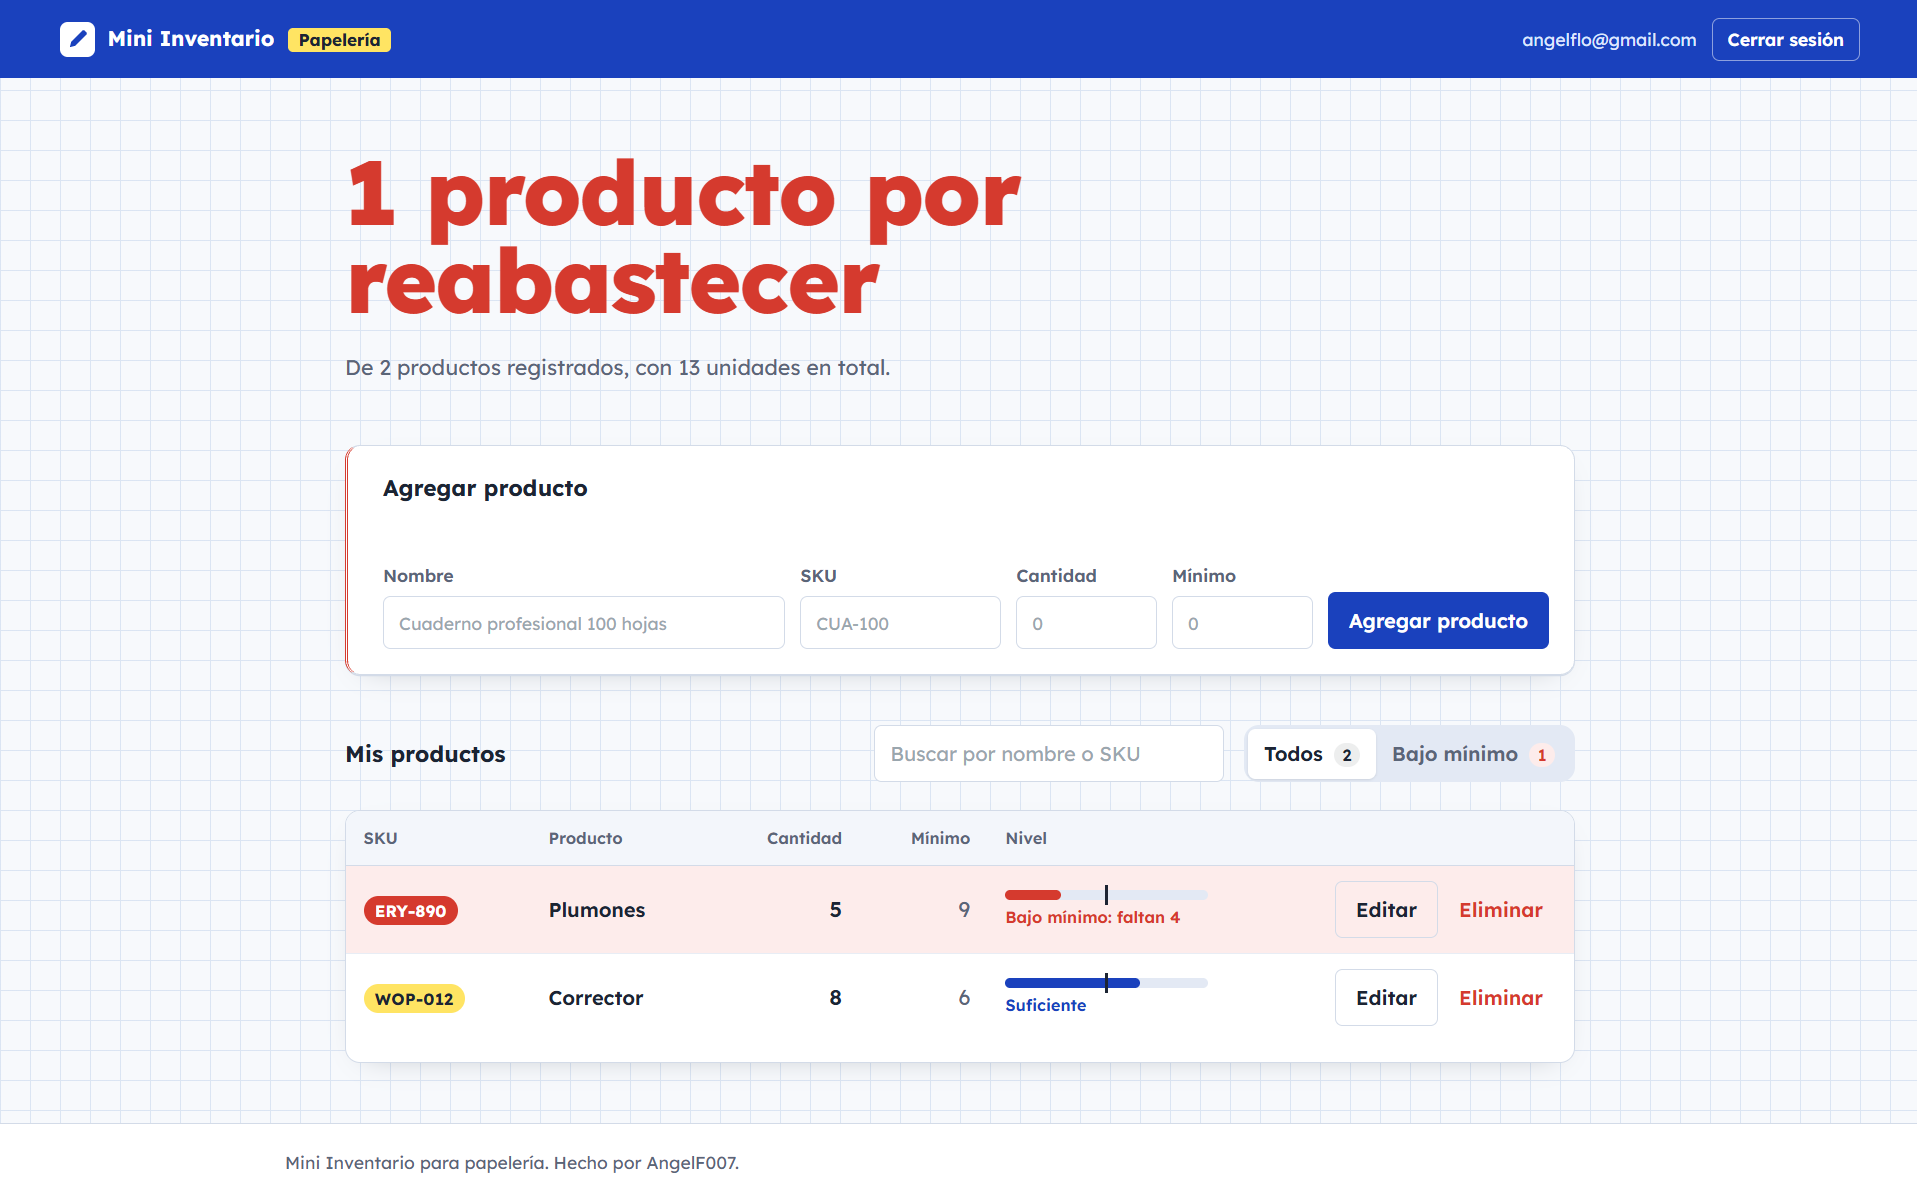 Mini Inventario Papelería angelflo@gmail.com Cerrar sesión
1 producto por
reabastecer
De 2 productos registrados, con 13 unidades en total.
Agregar producto
Nombre SKU Cantidad Mínimo
Cuaderno profesional 100 hojas CUA-100 0 0 Agregar producto
Mis productos Buscar por nombre o SKU Todos 2 Bajo mínimo 1
SKU Producto Cantidad Mínimo Nivel
ERY-890 Plumones 5 9 Bajo mínimo: faltan 4 Editar Eliminar
WOP-012 Corrector 8 6 Suficiente Editar Eliminar
Mini Inventario para papelería. Hecho por AngelF007.